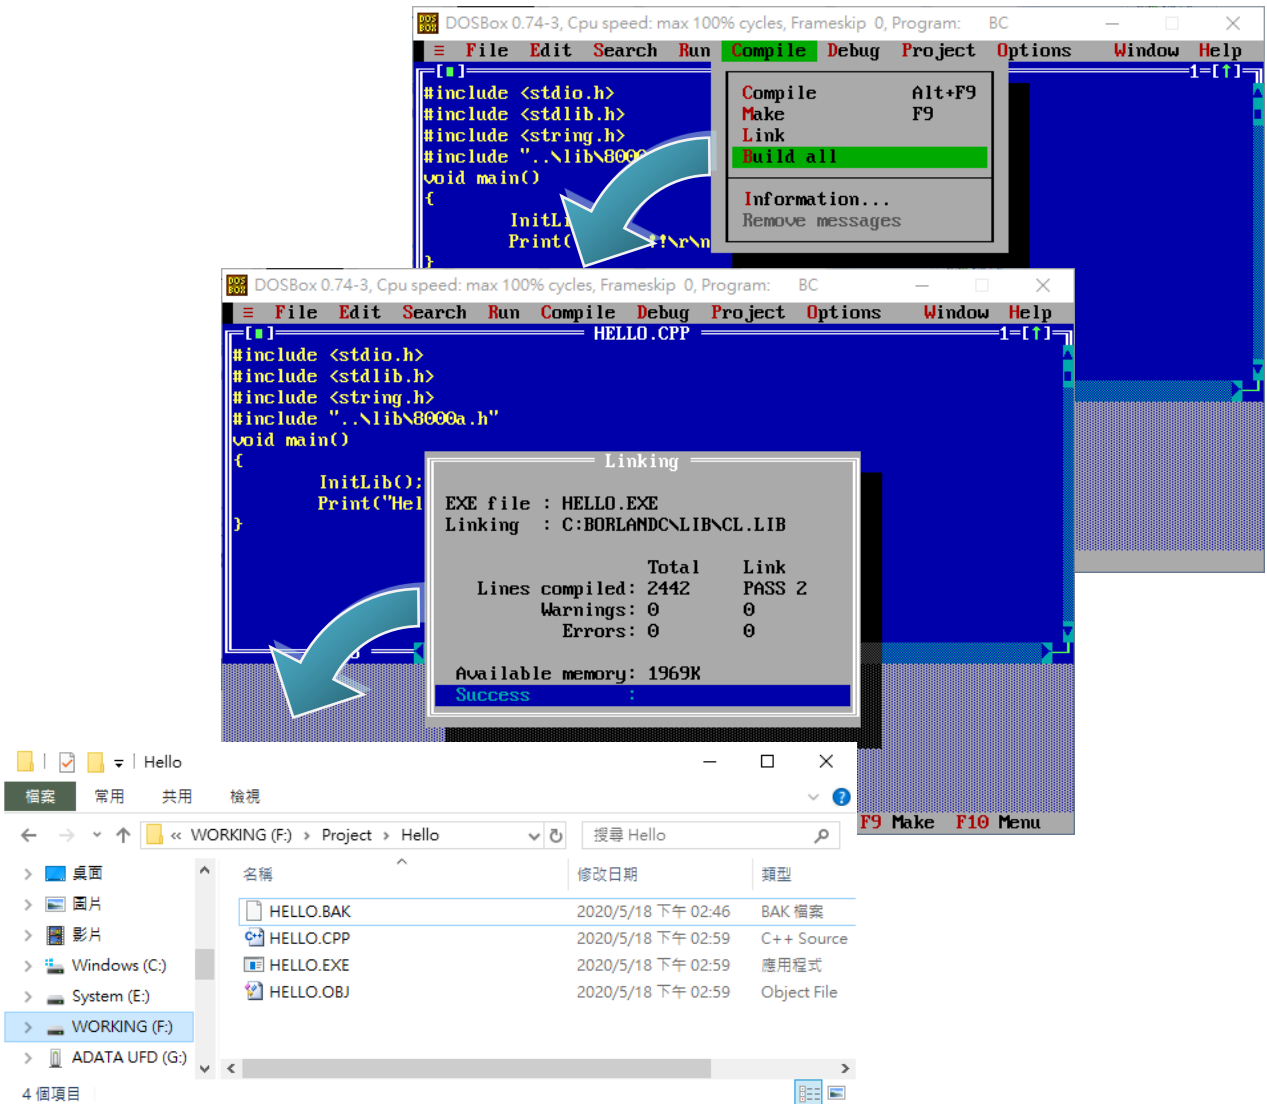 DOSBox 0.74-3, Cpu speed: max 100% cycles, Frameskip 0, Program: BC
≡ File Edit Search Run Compile Debug Project Options Window Help
1=[↑]
#include <stdio.h>
#include <stdlib.h>
#include <string.h>
#include "..\lib\8000
void main()
{
InitLi
Print( !!\r\n
}
Compile Alt+F9
Make F9
Link
Build all
Information...
Remove messages
DOSBox 0.74-3, Cpu speed: max 100% cycles, Frameskip 0, Program: BC
≡ File Edit Search Run Compile Debug Project Options Window Help
HELLO.CPP 1=[↑]
#include <stdio.h>
#include <stdlib.h>
#include <string.h>
#include "..\lib\8000a.h"
void main()
{
InitLib();
Print("Hel
}
Linking
EXE file : HELLO.EXE
Linking : C:BORLANDC\LIB\CL.LIB
Total Link
Lines compiled: 2442 PASS 2
Warnings: 0 0
Errors: 0 0
Available memory: 1969K
Success :
F9 Make F10 Menu
Hello
檔案 常用 共用 檢視
« WORKING (F:) › Project › Hello
搜尋 Hello
桌面
圖片
影片
Windows (C:)
System (E:)
WORKING (F:)
ADATA UFD (G:)
名稱 修改日期 類型
HELLO.BAK 2020/5/18 下午 02:46 BAK 檔案
HELLO.CPP 2020/5/18 下午 02:59 C++ Source
HELLO.EXE 2020/5/18 下午 02:59 應用程式
HELLO.OBJ 2020/5/18 下午 02:59 Object File
4 個項目